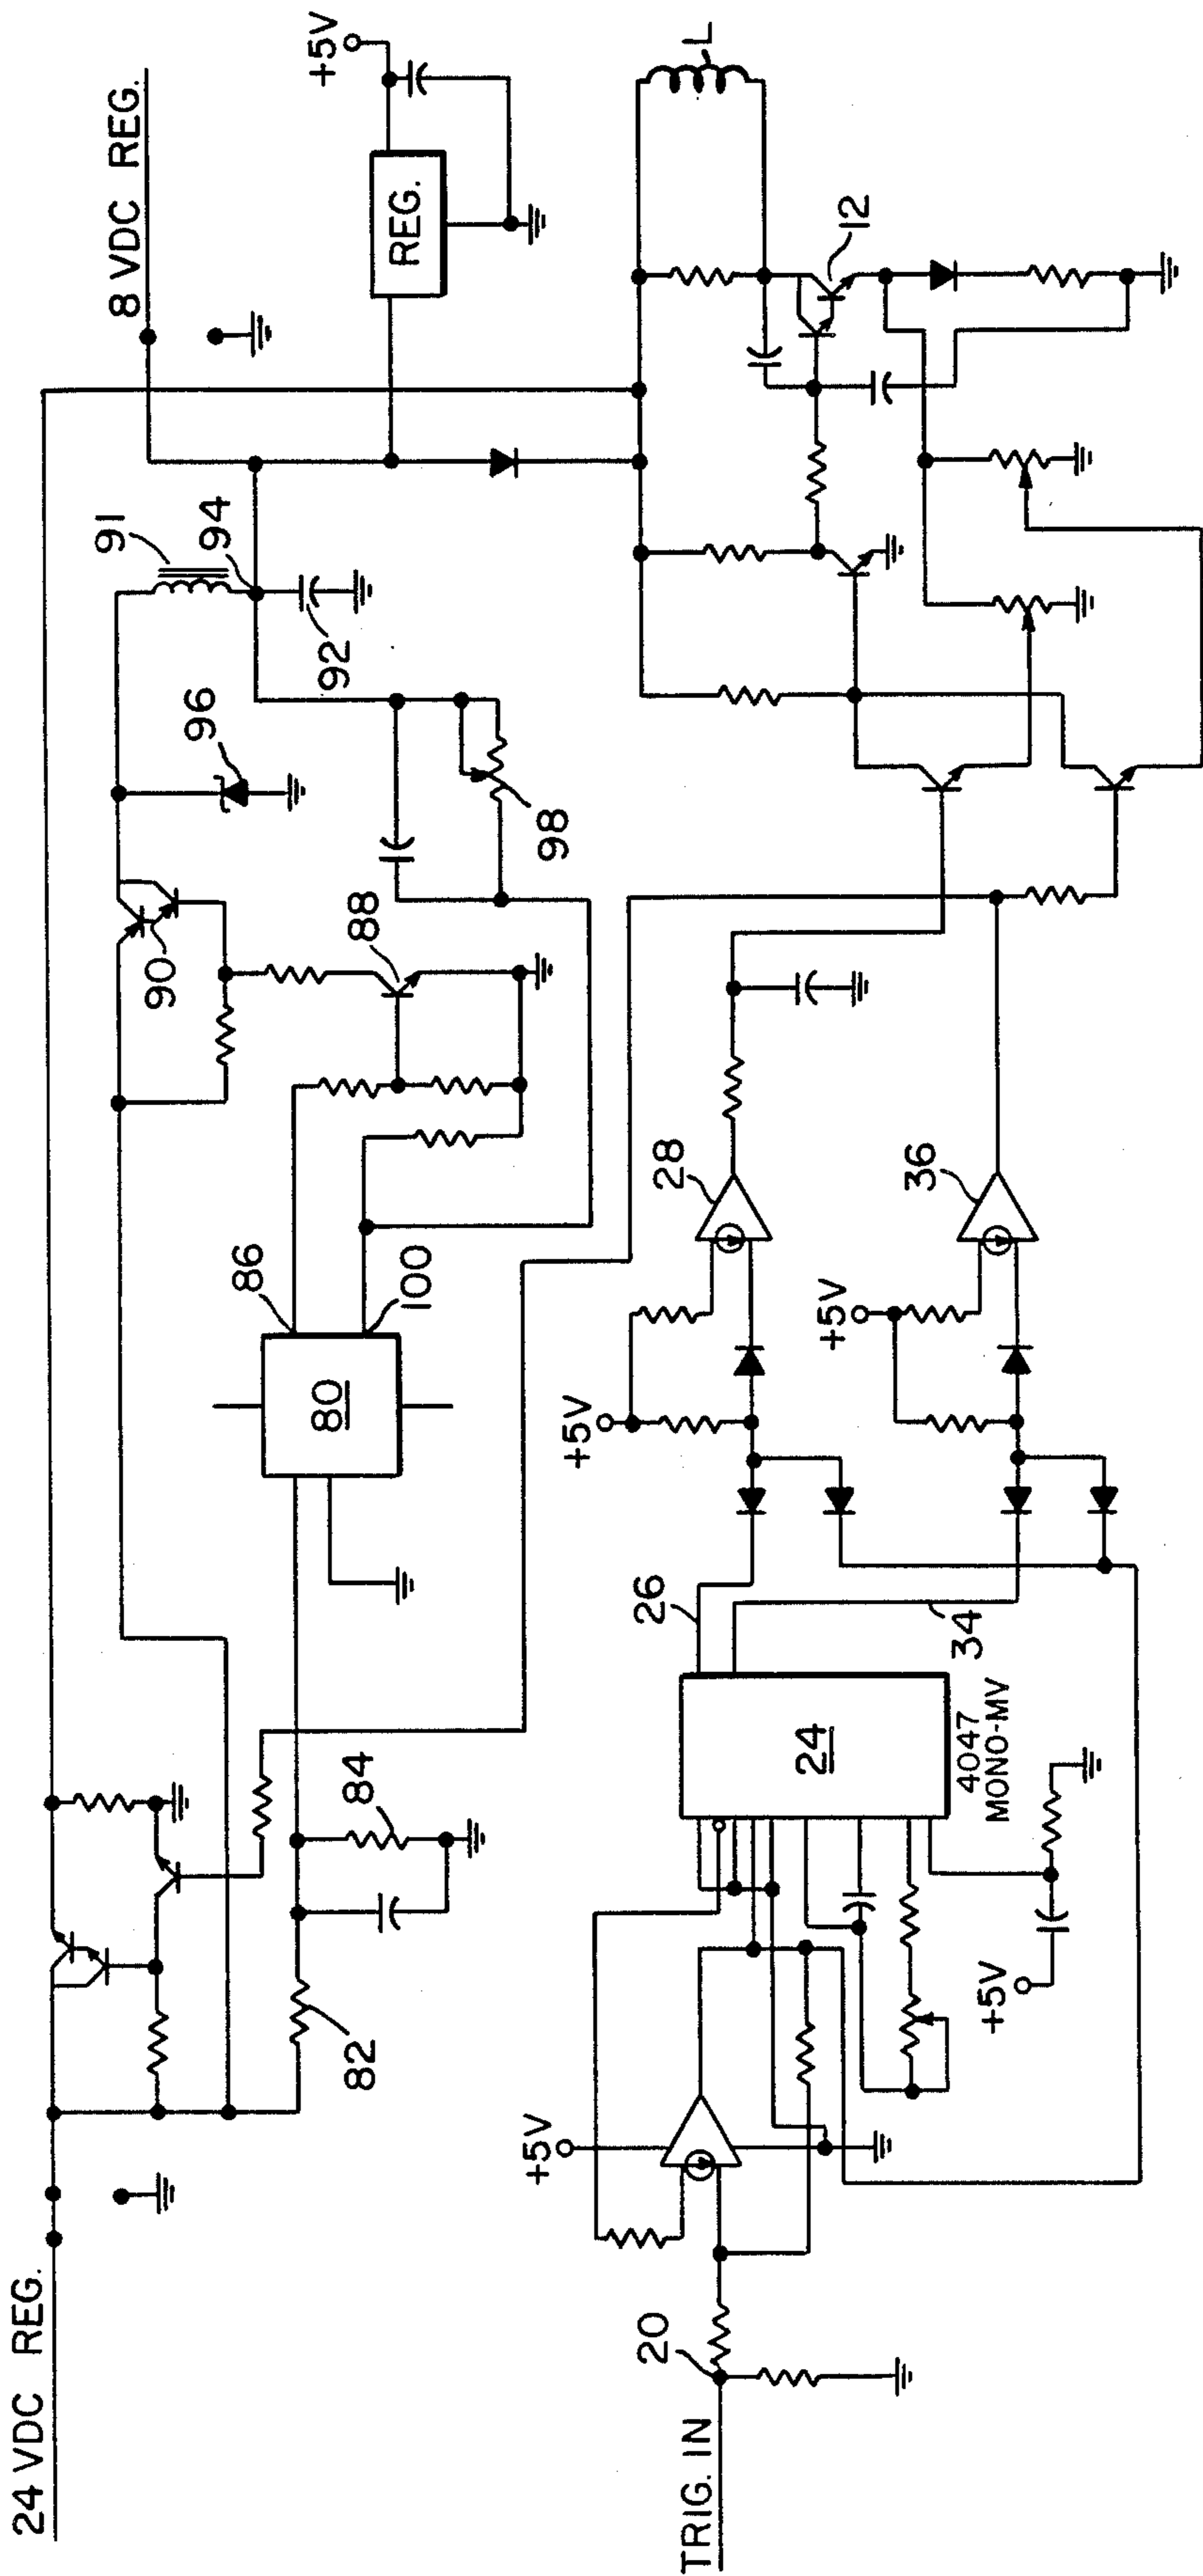 24 VDC REG.
8 VDC REG.
+5V
REG.
91
94
92
96
98
90
88
86
100
80
84
82
L
12
28
36
+5V
+5V
26
34
24
4047
MONO-MV
+5V
+5V
20
TRIG. IN